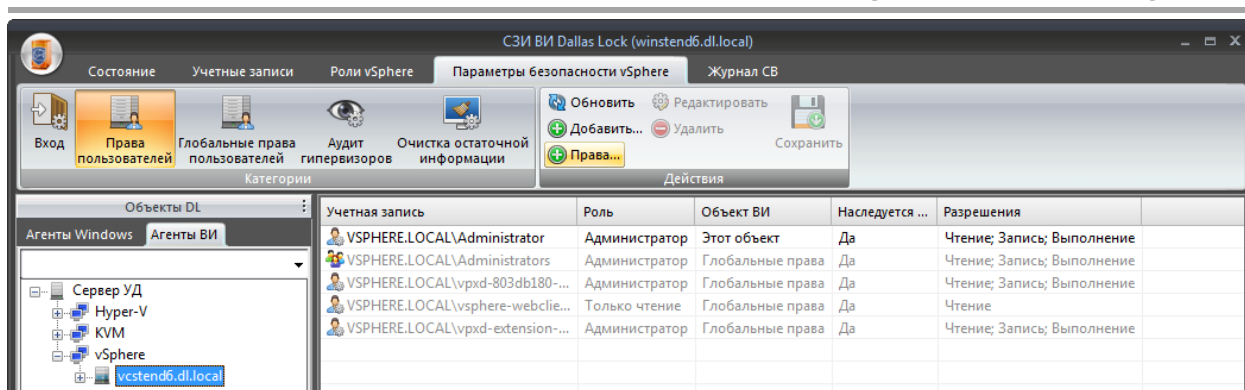 СЗИ ВИ Dallas Lock (winstend6.dl.local)
Состояние Учетные записи Роли vSphere Параметры безопасности vSphere Журнал СВ
Вход
Права пользователей
Глобальные права пользователей
Аудит гипервизоров
Очистка остаточной информации
Категории
Обновить Редактировать
Добавить... Удалить
Права...
Сохранить
Действия
Объекты DL
Агенты Windows Агенты ВИ
Сервер УД
Hyper-V
KVM
vSphere
vcstend6.dl.local
Учетная запись Роль Объект ВИ Наследуется ... Разрешения
VSPHERE.LOCAL\Administrator Администратор Этот объект Да Чтение; Запись; Выполнение
VSPHERE.LOCAL\Administrators Администратор Глобальные права Да Чтение; Запись; Выполнение
VSPHERE.LOCAL\vpxd-803db180-... Администратор Глобальные права Да Чтение; Запись; Выполнение
VSPHERE.LOCAL\vsphere-webclie... Только чтение Глобальные права Да Чтение
VSPHERE.LOCAL\vpxd-extension-... Администратор Глобальные права Да Чтение; Запись; Выполнение